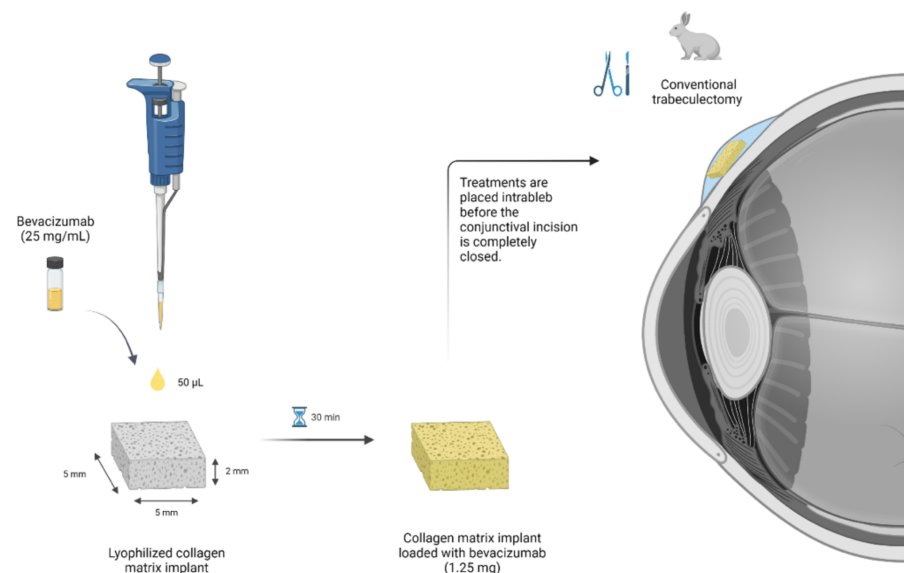 Conventional
trabeculectomy
Treatments are
placed intrableb
before the
conjunctival incision
is completely
closed.
Bevacizumab
(25 mg/mL)
50 µL
30 min
5 mm
2 mm
5 mm
Lyophilized collagen
matrix implant
Collagen matrix implant
loaded with bevacizumab
(1.25 mg)